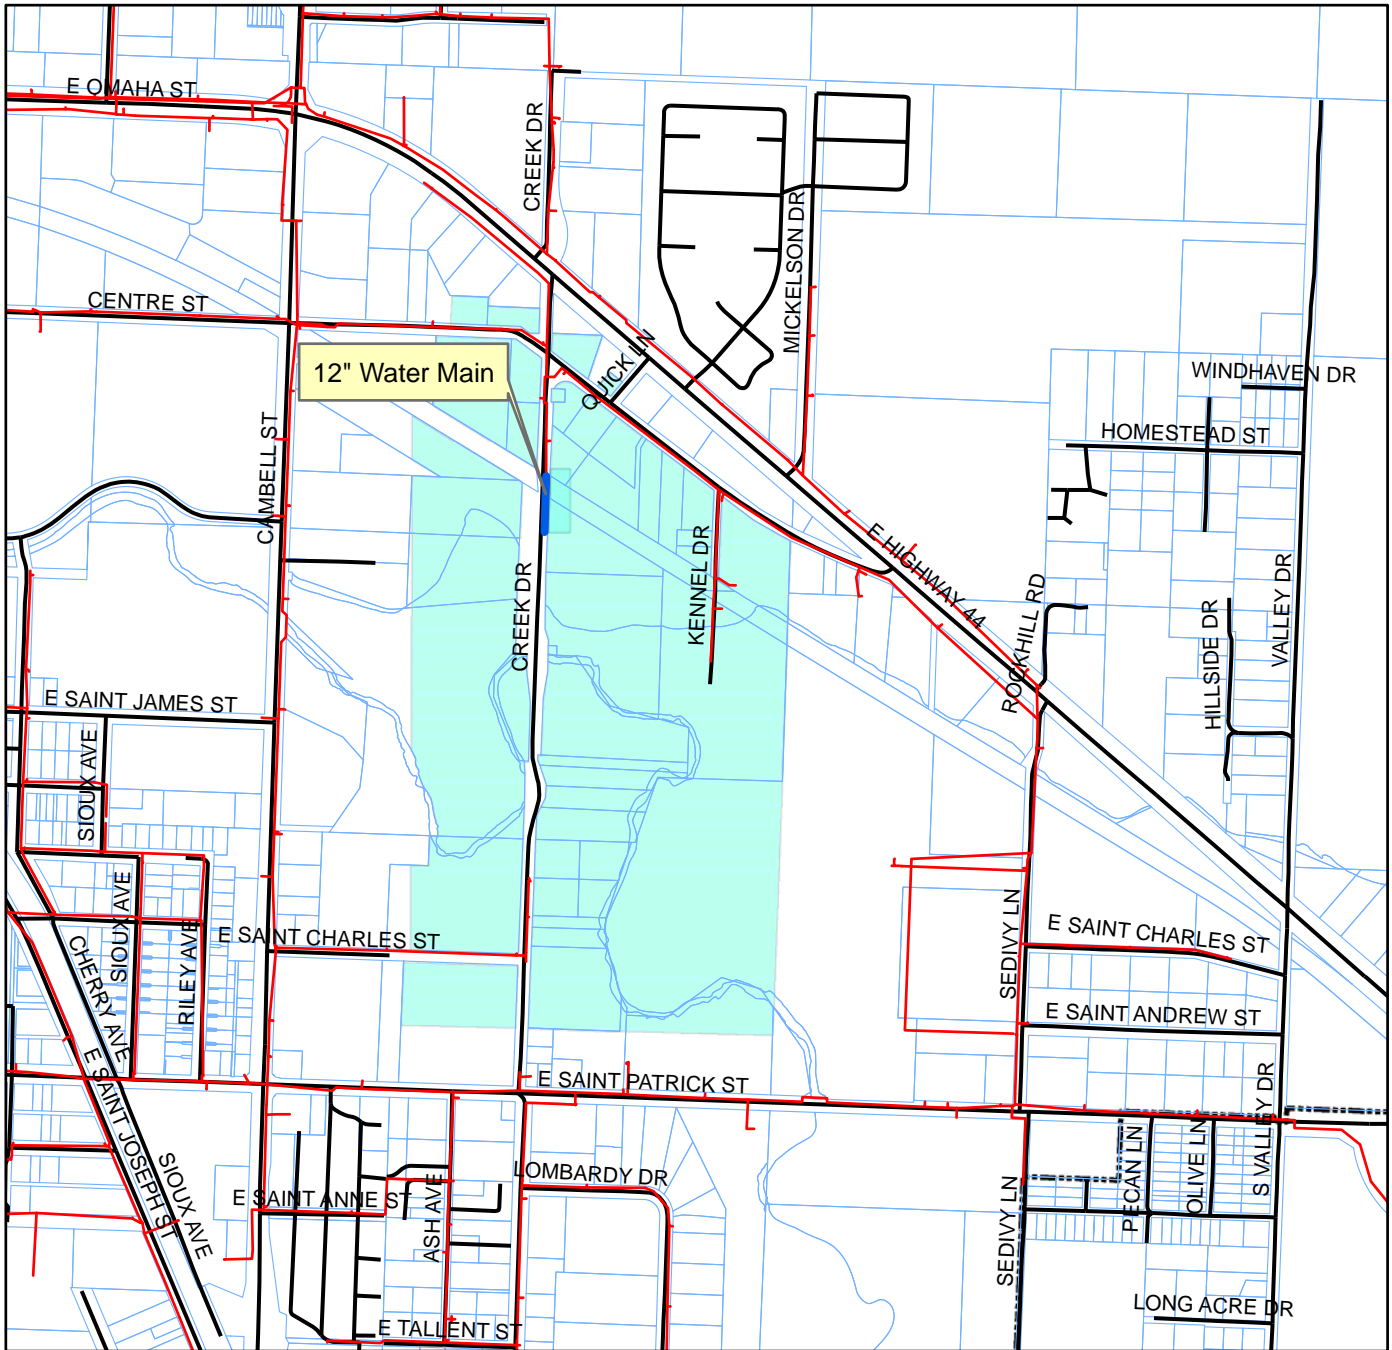 E OMAHA ST
CREEK DR
MICKELSON DR
CENTRE ST
QUICK LN
12" Water Main
WINDHAVEN DR
HOMESTEAD ST
CAMBELL ST
E HIGHWAY 44
KENNEL DR
CREEK DR
ROCKHILL RD
HILLSIDE DR
VALLEY DR
E SAINT JAMES ST
SIOUX AVE
SIOUX AVE
RILEY AVE
CHERRY AVE
E SAINT CHARLES ST
SEDIVY LN
E SAINT CHARLES ST
E SAINT ANDREW ST
E SAINT PATRICK ST
E SAINT JOSEPH ST
SIOUX AVE
S VALLEY DR
PECAN LN
OLIVE LN
LOMBARDY DR
E SAINT ANNE ST
ASH AVE
SEDIVY LN
LONG ACRE DR
E TALLENT ST